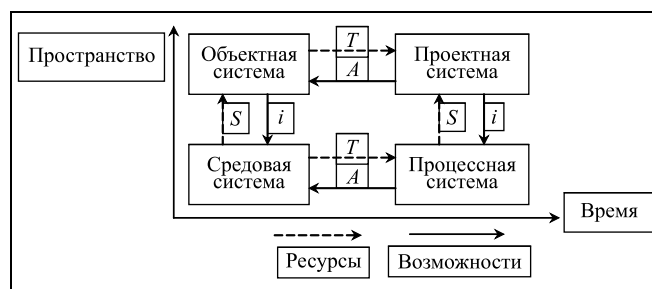 Пространство
Объектная
система
T
A
Проектная
система
S
i
S
i
Средовая
система
T
A
Процессная
система
Время
Ресурсы
Возможности